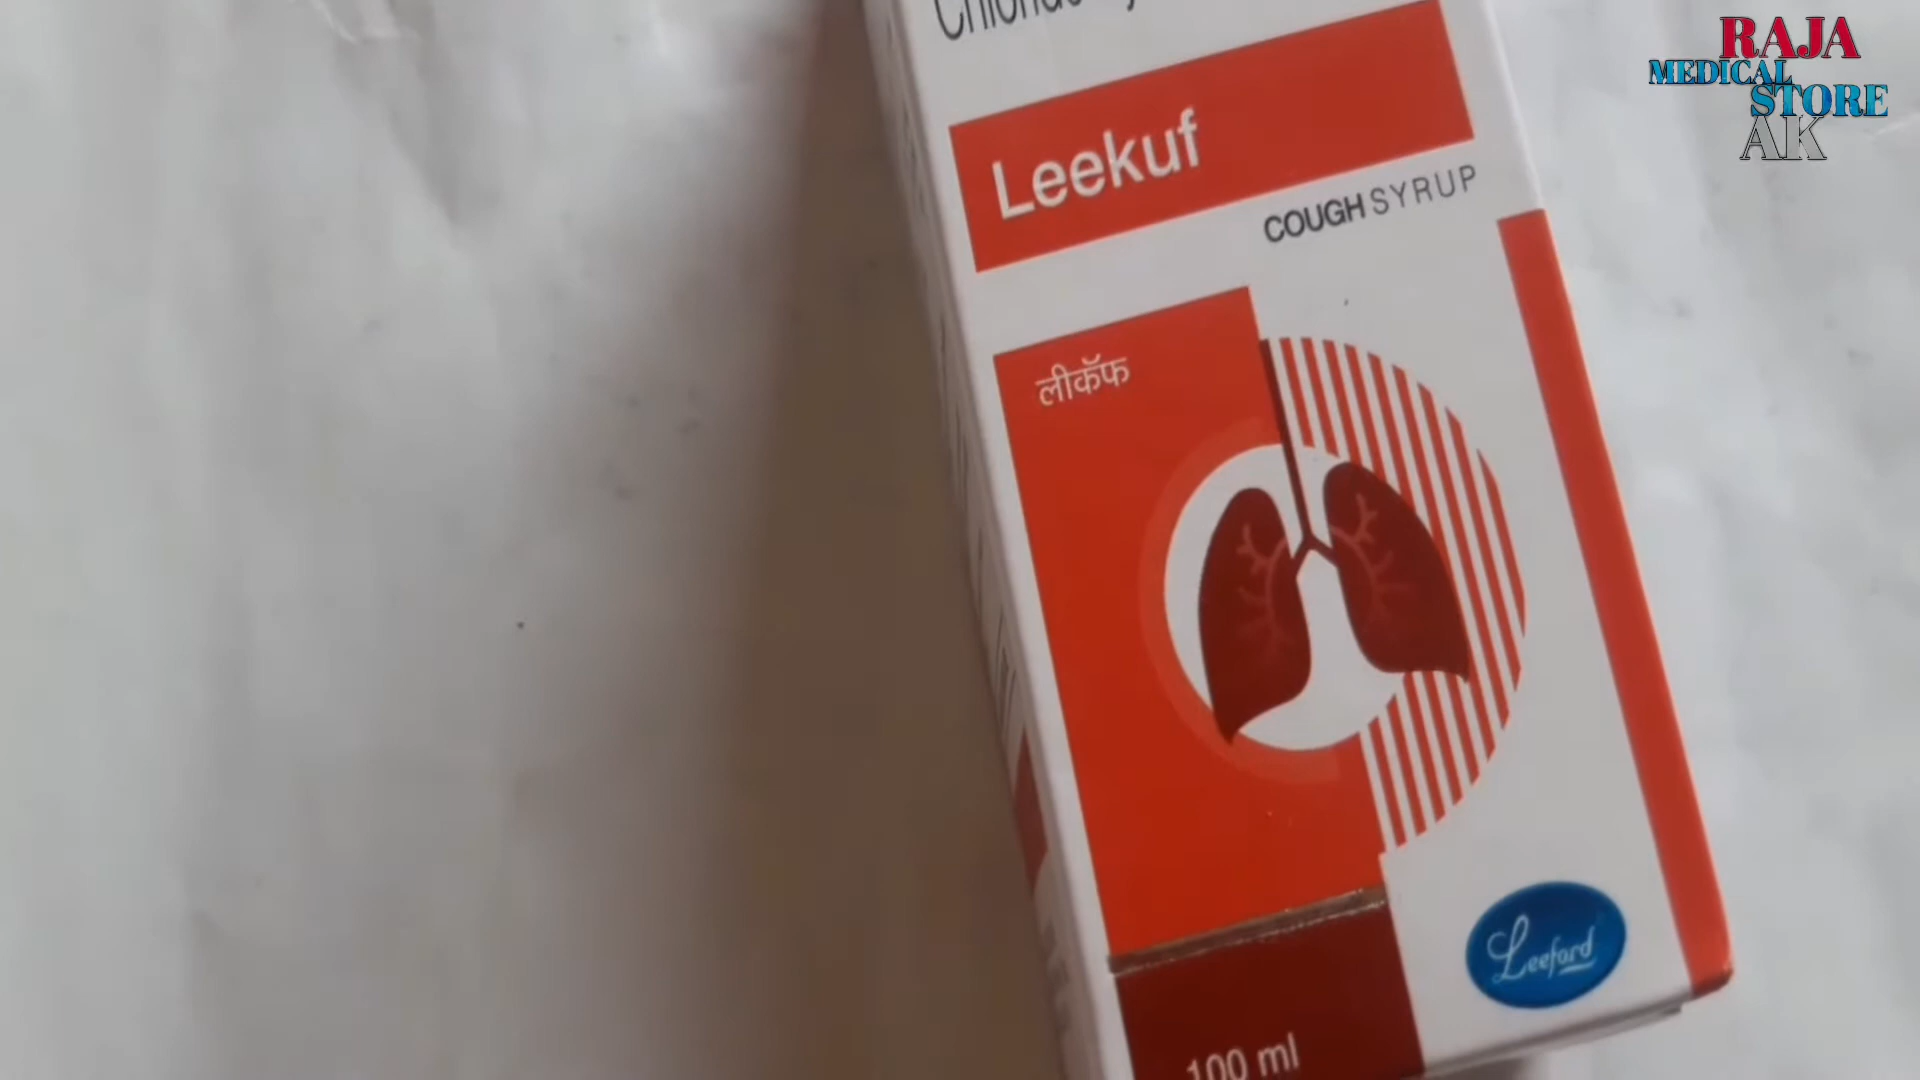 RAJA
MEDICAL
STORE
AK
Leekuf
COUGH SYRUP
लीकॅफ
Leeford
100 ml